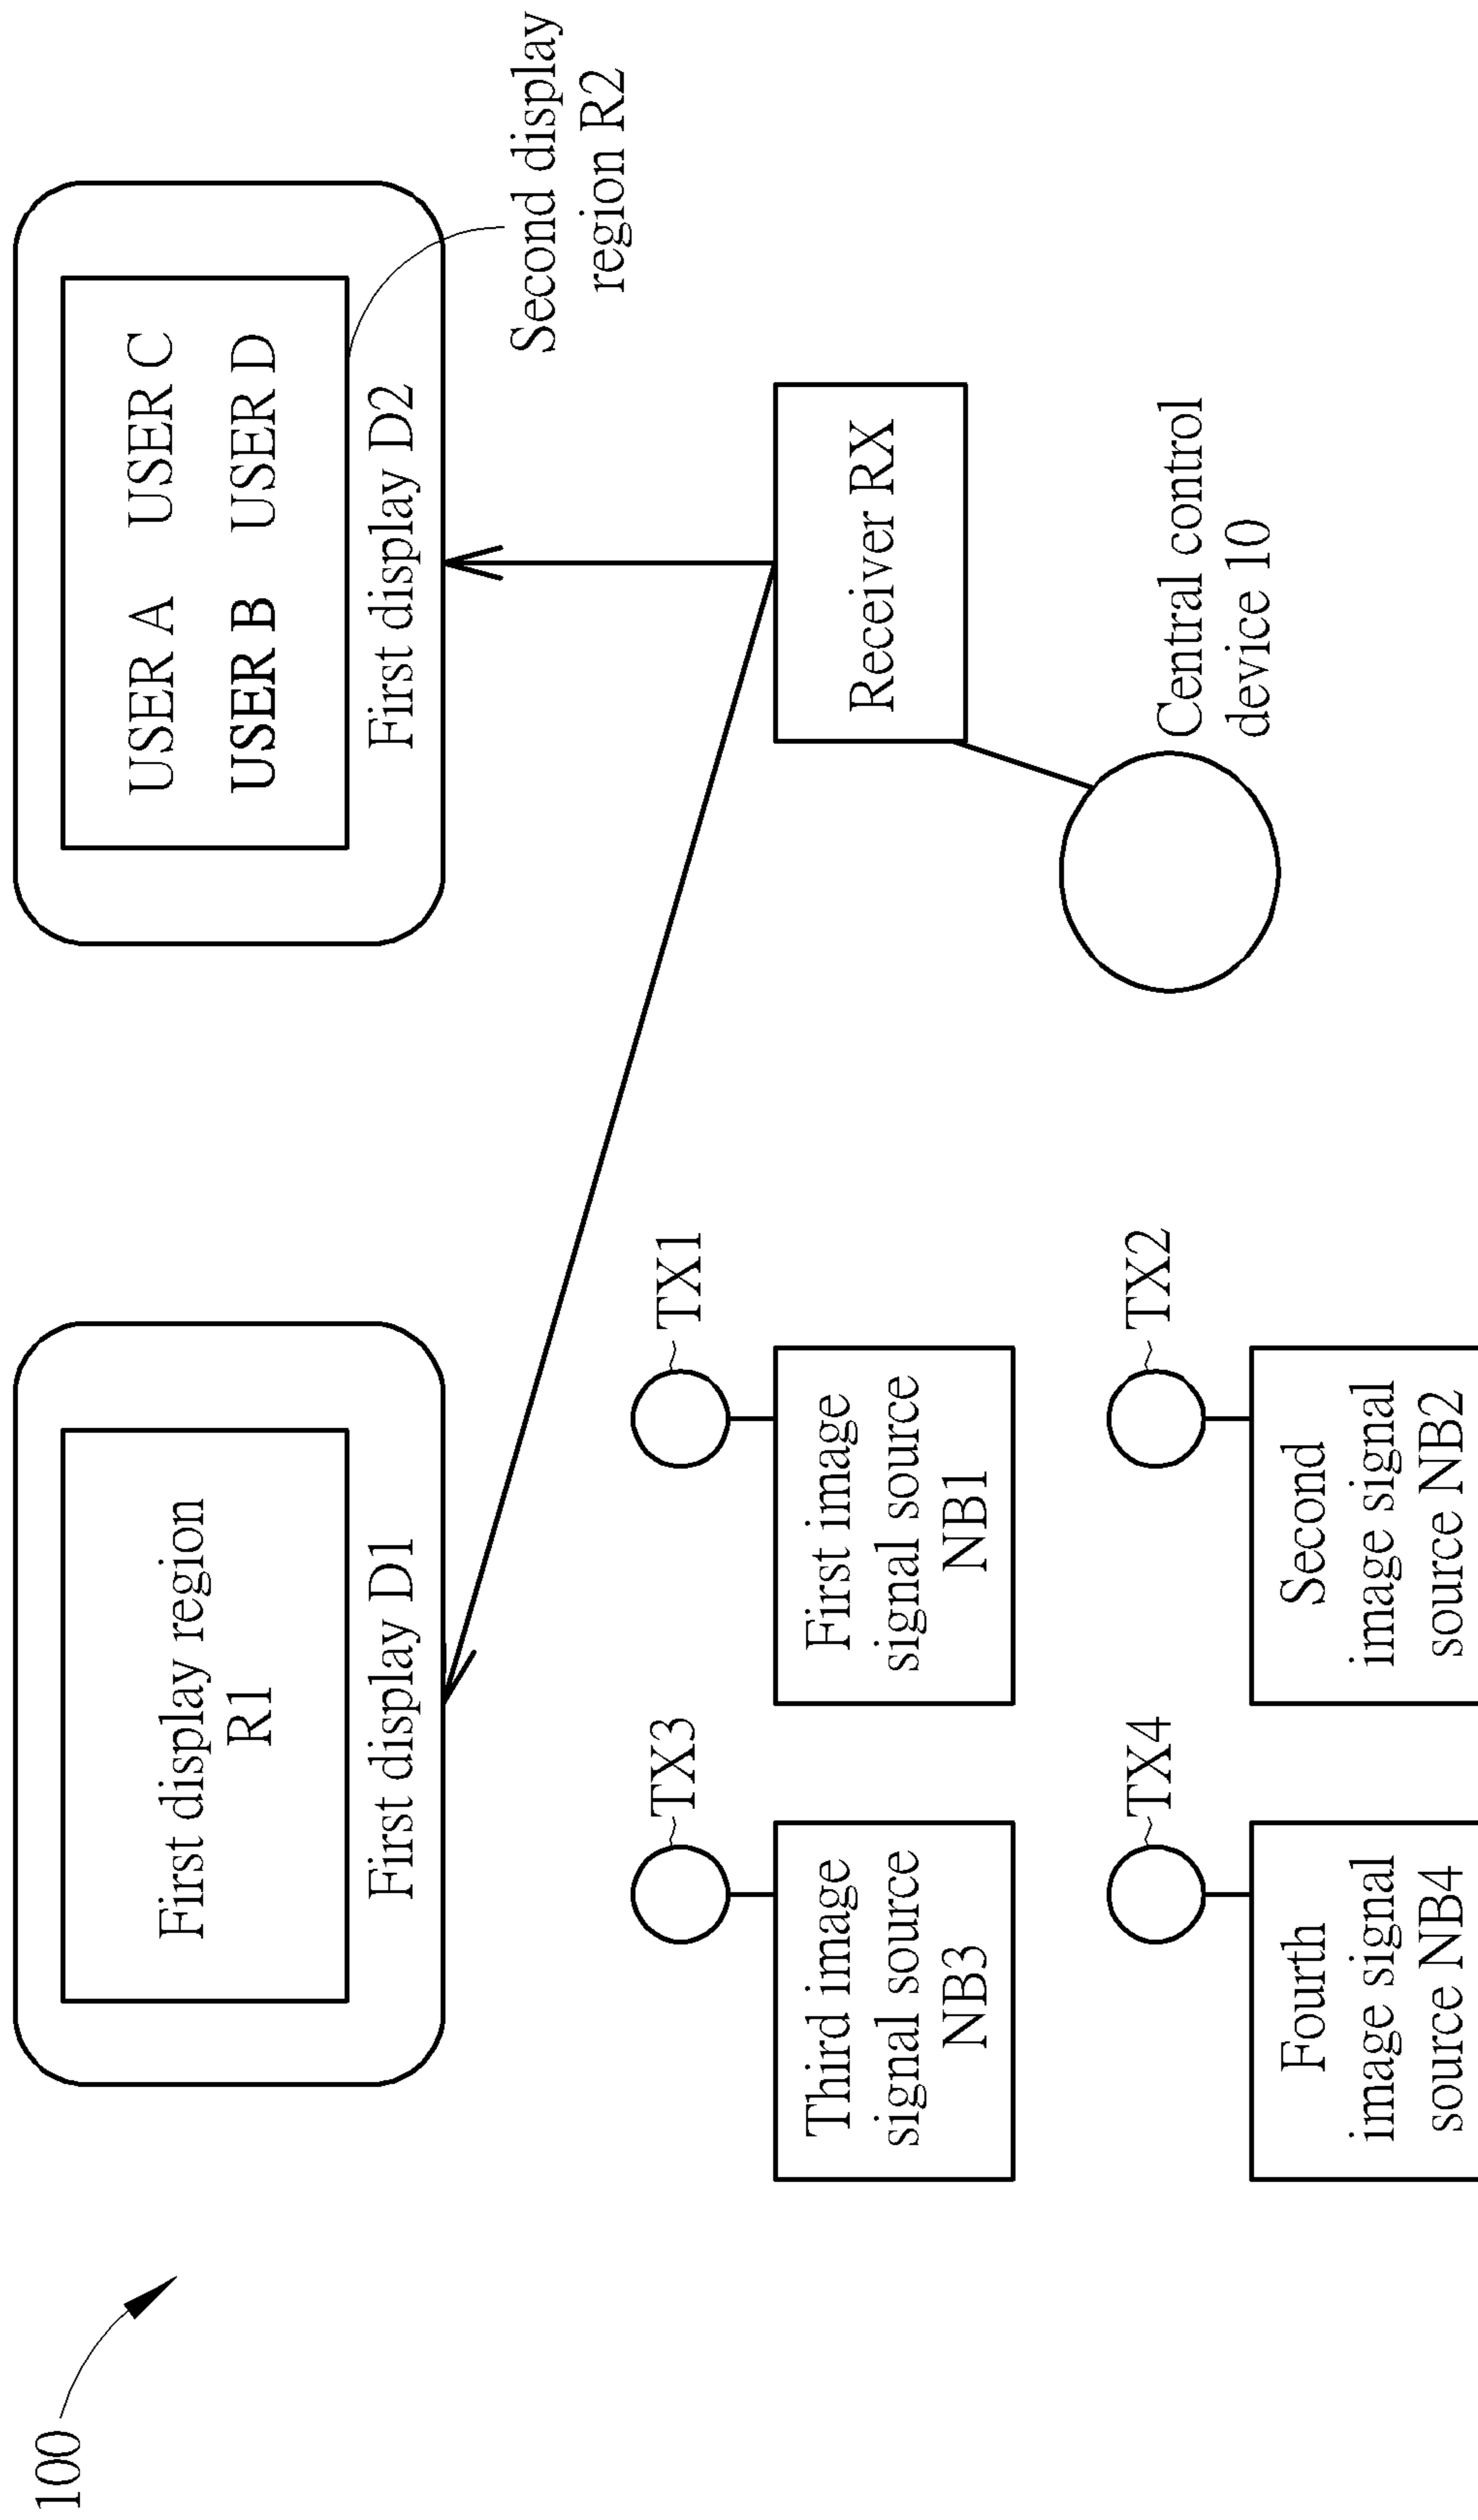 100
First display region
R1
First display D1
USER A
USER C
USER B
USER D
First display D2
Second display
region R2
TX3
TX1
Third image
signal source
NB3
First image
signal source
NB1
Receiver RX
TX4
TX2
Fourth
image signal
source NB4
Second
image signal
source NB2
Central control
device 10